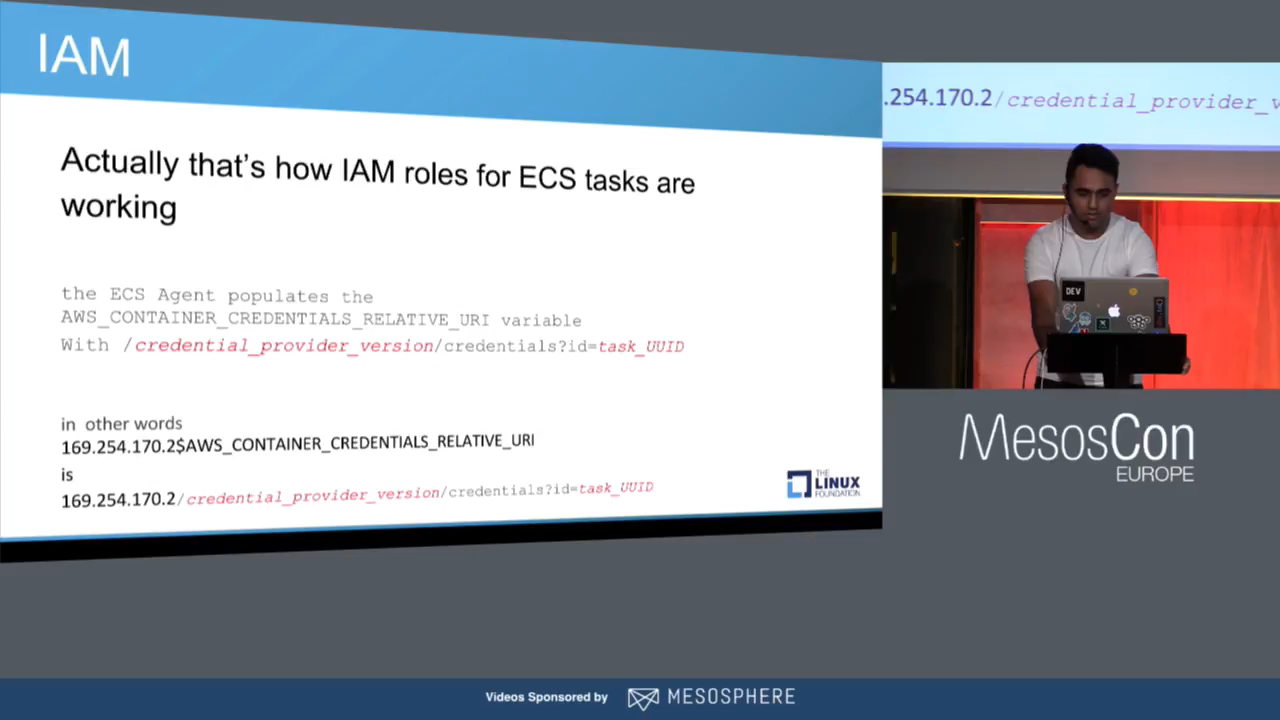 IAM
Actually that's how IAM roles for ECS tasks are
working
the ECS Agent populates the
AWS_CONTAINER_CREDENTIALS_RELATIVE_URI variable
With /credential_provider_version/credentials?id=task_UUID
in other words
169.254.170.2$AWS_CONTAINER_CREDENTIALS_RELATIVE_URI
is
169.254.170.2/credential_provider_version/credentials?id=task_UUID
THE
LINUX
FOUNDATION
.254.170.2/credential_provider_v
DEV
MesosCon
EUROPE
Videos Sponsored by MESOSPHERE